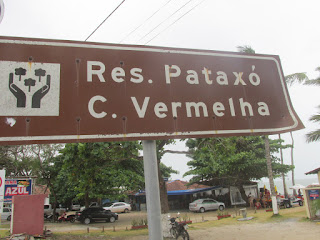 Res. Pataxó
C. Vermelha
AZUL